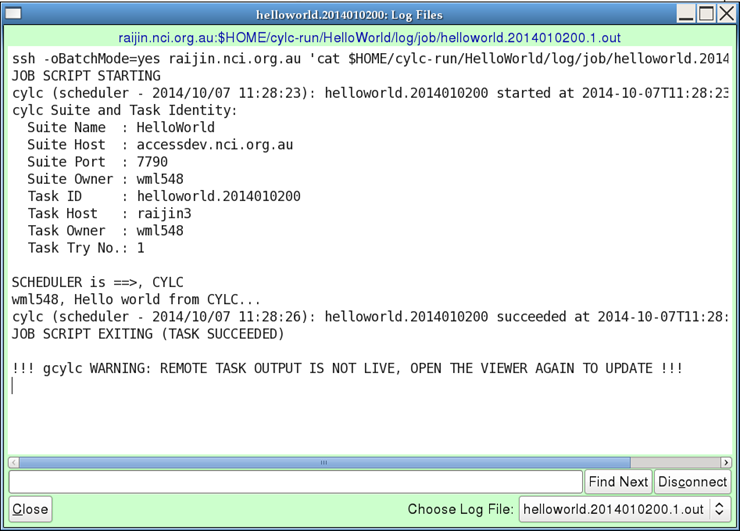 helloworld.2014010200: Log Files
raijin.nci.org.au:$HOME/cylc-run/HelloWorld/log/job/helloworld.2014010200.1.out
ssh -oBatchMode=yes raijin.nci.org.au 'cat $HOME/cylc-run/HelloWorld/log/job/helloworld.2014
JOB SCRIPT STARTING
cylc (scheduler - 2014/10/07 11:28:23): helloworld.2014010200 started at 2014-10-07T11:28:23
cylc Suite and Task Identity:
  Suite Name  : HelloWorld
  Suite Host  : accessdev.nci.org.au
  Suite Port  : 7790
  Suite Owner : wml548
  Task ID     : helloworld.2014010200
  Task Host   : raijin3
  Task Owner  : wml548
  Task Try No.: 1
SCHEDULER is ==>, CYLC
wml548, Hello world from CYLC...
cylc (scheduler - 2014/10/07 11:28:26): helloworld.2014010200 succeeded at 2014-10-07T11:28:
JOB SCRIPT EXITING (TASK SUCCEEDED)
!!! gcylc WARNING: REMOTE TASK OUTPUT IS NOT LIVE, OPEN THE VIEWER AGAIN TO UPDATE !!!
Find Next Disconnect
Close Choose Log File: helloworld.2014010200.1.out